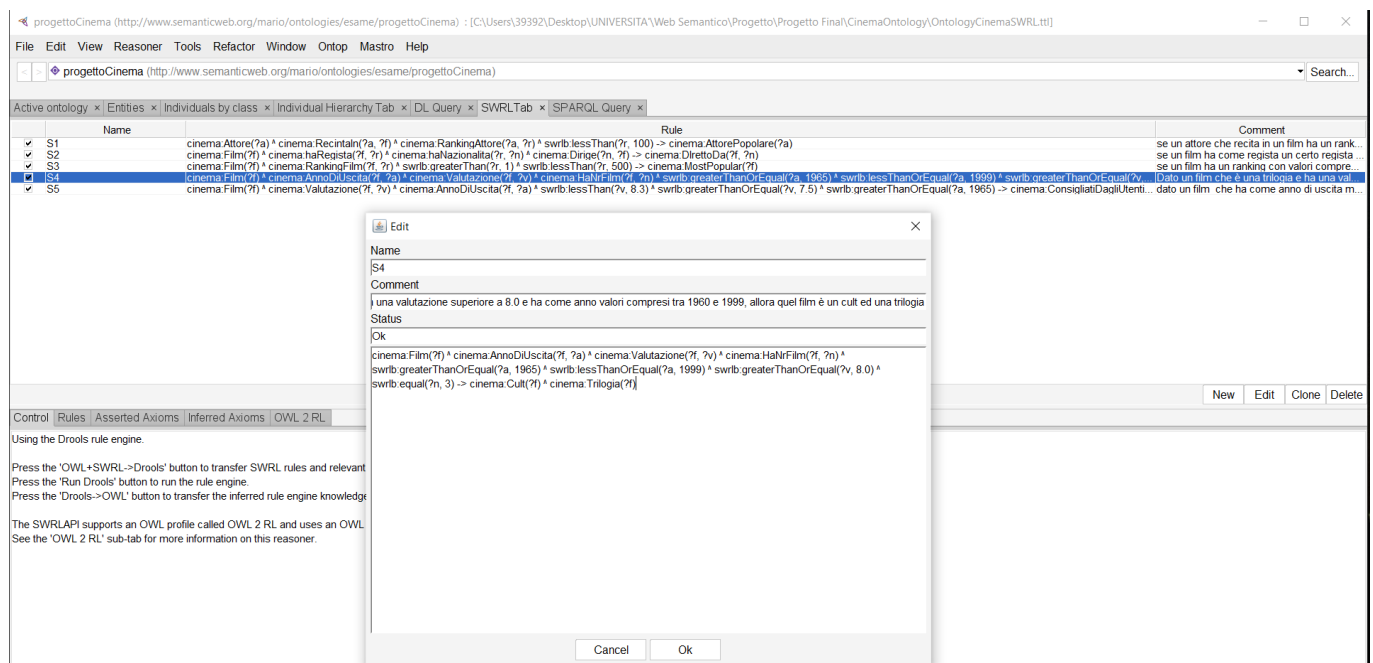 progettoCinema (http://www.semanticweb.org/mario/ontologies/esame/progettoCinema) : [C:\Users\39392\Desktop\UNIVERSITA'\Web Semantico\Progetto\Progetto Final\CinemaOntology\OntologyCinemaSWRL.ttl]
File Edit View Reasoner Tools Refactor Window Ontop Mastro Help
< > progettoCinema (http://www.semanticweb.org/mario/ontologies/esame/progettoCinema) Search...
Active ontology × Entities × Individuals by class × Individual Hierarchy Tab × DL Query × SWRLTab × SPARQL Query ×
Name Rule Comment
S1 cinema:Attore(?a) ^ cinema:RecintaIn(?a, ?f) ^ cinema:RankingAttore(?a, ?r) ^ swrlb:lessThan(?r, 100) -> cinema:AttorePopolare(?a) se un attore che recita in un film ha un rank...
S2 cinema:Film(?f) ^ cinema:haRegista(?f, ?r) ^ cinema:haNazionalita(?r, ?n) ^ cinema:Dirige(?n, ?f) -> cinema:DIrettoDa(?f, ?n) se un film ha come regista un certo regista ...
S3 cinema:Film(?f) ^ cinema:RankingFilm(?f, ?r) ^ swrlb:greaterThan(?r, 1) ^ swrlb:lessThan(?r, 500) -> cinema:MostPopular(?f) se un film ha un ranking con valori compre...
S4 cinema:Film(?f) ^ cinema:AnnoDiUscita(?f, ?a) ^ cinema:Valutazione(?f, ?v) ^ cinema:HaNrFilm(?f, ?n) ^ swrlb:greaterThanOrEqual(?a, 1965) ^ swrlb:lessThanOrEqual(?a, 1999) ^ swrlb:greaterThanOrEqual(?v,... Dato un film che è una trilogia e ha una val...
S5 cinema:Film(?f) ^ cinema:Valutazione(?f, ?v) ^ cinema:AnnoDiUscita(?f, ?a) ^ swrlb:lessThan(?v, 8.3) ^ swrlb:greaterThanOrEqual(?v, 7.5) ^ swrlb:greaterThanOrEqual(?a, 1965) -> cinema:ConsigliatiDagliUtenti... dato un film che ha come anno di uscita m...
Edit
Name
S4
Comment
una valutazione superiore a 8.0 e ha come anno valori compresi tra 1960 e 1999, allora quel film è un cult ed una trilogia
Status
Ok
cinema:Film(?f) ^ cinema:AnnoDiUscita(?f, ?a) ^ cinema:Valutazione(?f, ?v) ^ cinema:HaNrFilm(?f, ?n) ^
swrlb:greaterThanOrEqual(?a, 1965) ^ swrlb:lessThanOrEqual(?a, 1999) ^ swrlb:greaterThanOrEqual(?v, 8.0) ^
swrlb:equal(?n, 3) -> cinema:Cult(?f) ^ cinema:Trilogia(?f)
New Edit Clone Delete
Control Rules Asserted Axioms Inferred Axioms OWL 2 RL
Using the Drools rule engine.
Press the 'OWL+SWRL->Drools' button to transfer SWRL rules and relevant
Press the 'Run Drools' button to run the rule engine.
Press the 'Drools->OWL' button to transfer the inferred rule engine knowledge
The SWRLAPI supports an OWL profile called OWL 2 RL and uses an OWL
See the 'OWL 2 RL' sub-tab for more information on this reasoner.
Cancel Ok